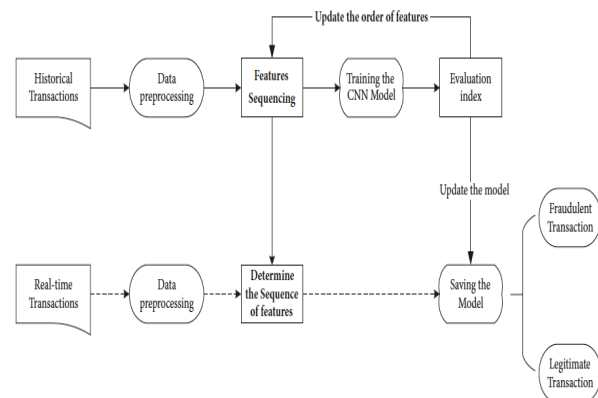 Update the order of features
Historical
Transactions
Data
preprocessing
Features
Sequencing
Training the
CNN Model
Evaluation
index
Update the model
Fraudulent
Transaction
Real-time
Transactions
Data
preprocessing
Determine
the Sequence
of features
Saving the
Model
Legitimate
Transaction